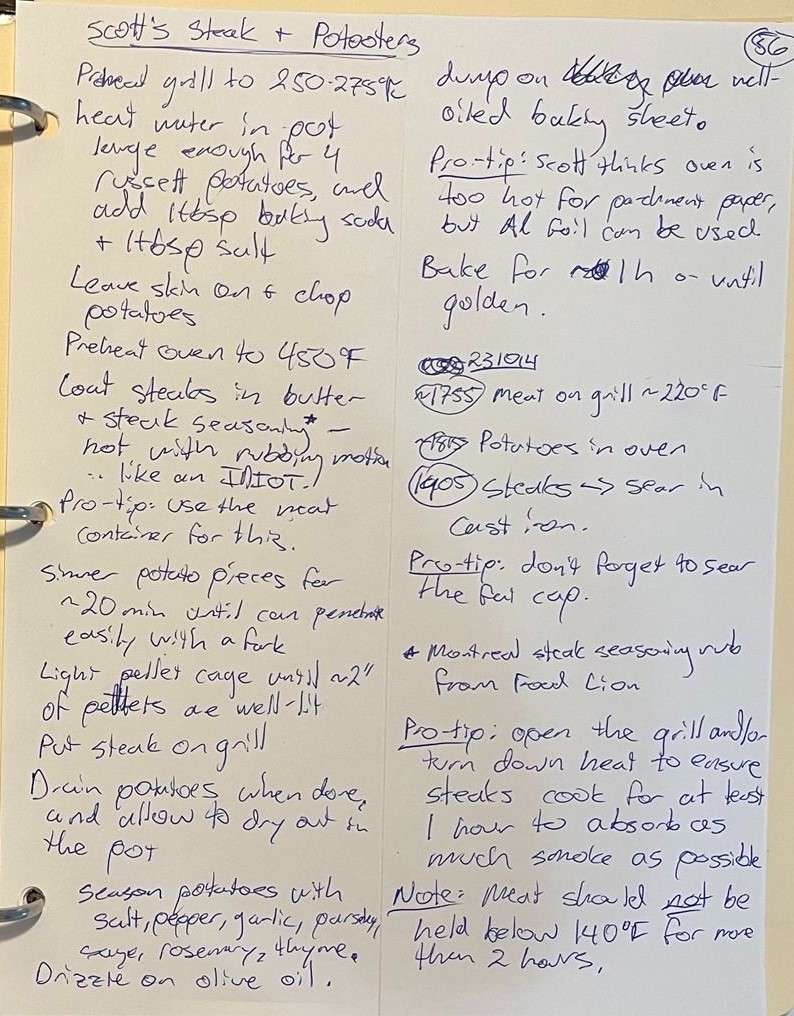 Scott's Steak + Potooters
86
Preheat grill to 250-275°F
heat water in pot
large enough for 4
russett potatoes, and
add 1tbsp baking soda
+ 1tbsp salt
Leave skin on & chop
potatoes
Preheat oven to 450°F
Coat steaks in butter
+ steak seasoning* –
not with rubbing motion
.. like an IDIOT.
Pro-tip: use the meat
container for this.
simmer potato pieces for
~20 min until can penetrate
easily with a fork
Light pellet cage until ~2"
of pellets are well-lit
Put steak on grill
Drain potatoes when done,
and allow to dry out in
the pot
season potatoes with
salt, pepper, garlic, parsley,
sage, rosemary, thyme.
Drizzle on olive oil.
dump on well-
oiled baking sheet.
Pro-tip: Scott thinks oven is
too hot for parchment paper,
but Al foil can be used
Bake for 1h or until
golden.
231014
~1755 meat on grill ~220°F
Potatoes in oven
1905 Steaks → sear in
Cast iron.
Pro-tip: don't forget to sear
the fat cap.
* Montreal steak seasoning rub
from Food Lion
Pro-tip: open the grill and/or
turn down heat to ensure
steaks cook for at least
1 hour to absorb as
much smoke as possible
Note: Meat should not be
held below 140°F for more
than 2 hours.